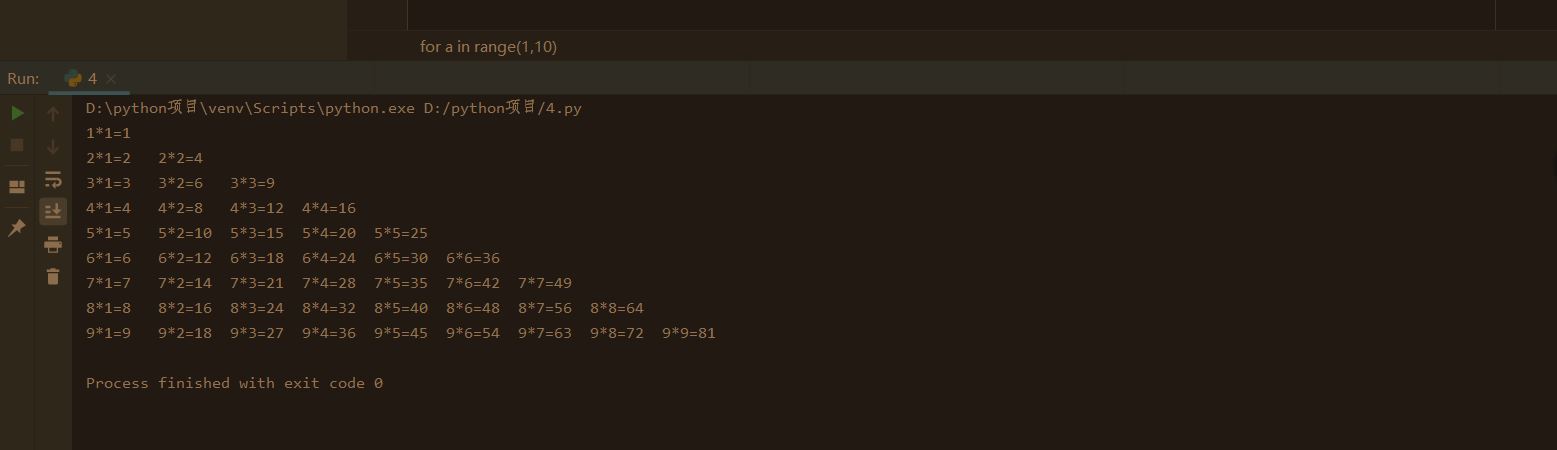 for a in range(1,10)
Run: 4
D:\python项目\venv\Scripts\python.exe D:/python项目/4.py
1*1=1
2*1=2 2*2=4
3*1=3 3*2=6 3*3=9
4*1=4 4*2=8 4*3=12 4*4=16
5*1=5 5*2=10 5*3=15 5*4=20 5*5=25
6*1=6 6*2=12 6*3=18 6*4=24 6*5=30 6*6=36
7*1=7 7*2=14 7*3=21 7*4=28 7*5=35 7*6=42 7*7=49
8*1=8 8*2=16 8*3=24 8*4=32 8*5=40 8*6=48 8*7=56 8*8=64
9*1=9 9*2=18 9*3=27 9*4=36 9*5=45 9*6=54 9*7=63 9*8=72 9*9=81
Process finished with exit code 0